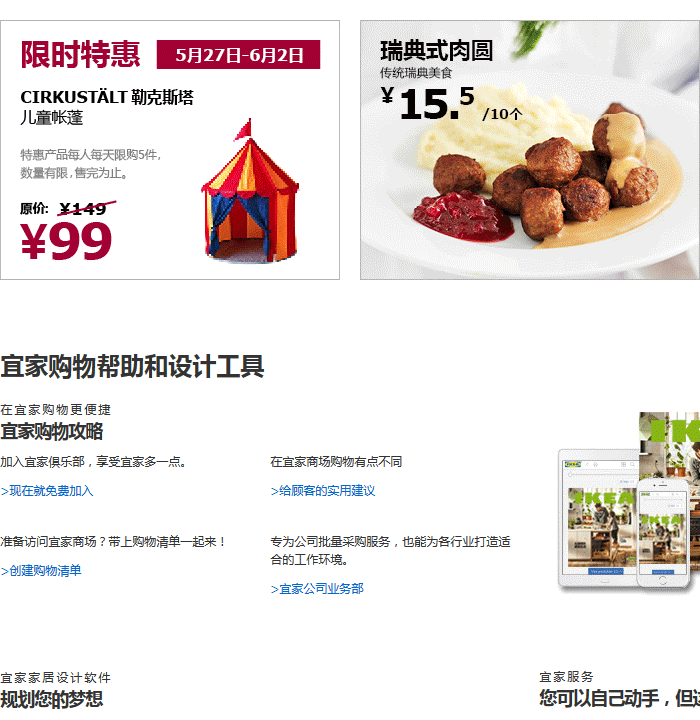 限时特惠
5月27日-6月2日
CIRKUSTÄLT 勒克斯塔
儿童帐蓬
特惠产品每人每天限购5件，
数量有限，售完为止。
原价: ¥149
¥99
瑞典式肉圆
传统瑞典美食
¥15.5 /10个
宜家购物帮助和设计工具
在宜家购物更便捷
宜家购物攻略
加入宜家俱乐部，享受宜家多一点。
>现在就免费加入
在宜家商场购物有点不同
>给顾客的实用建议
准备访问宜家商场？带上购物清单一起来！
>创建购物清单
专为公司批量采购服务，也能为各行业打造适
合的工作环境。
>宜家公司业务部
IKEA
IKEA
宜家家居设计软件
规划您的梦想
宜家服务
您可以自己动手，但这